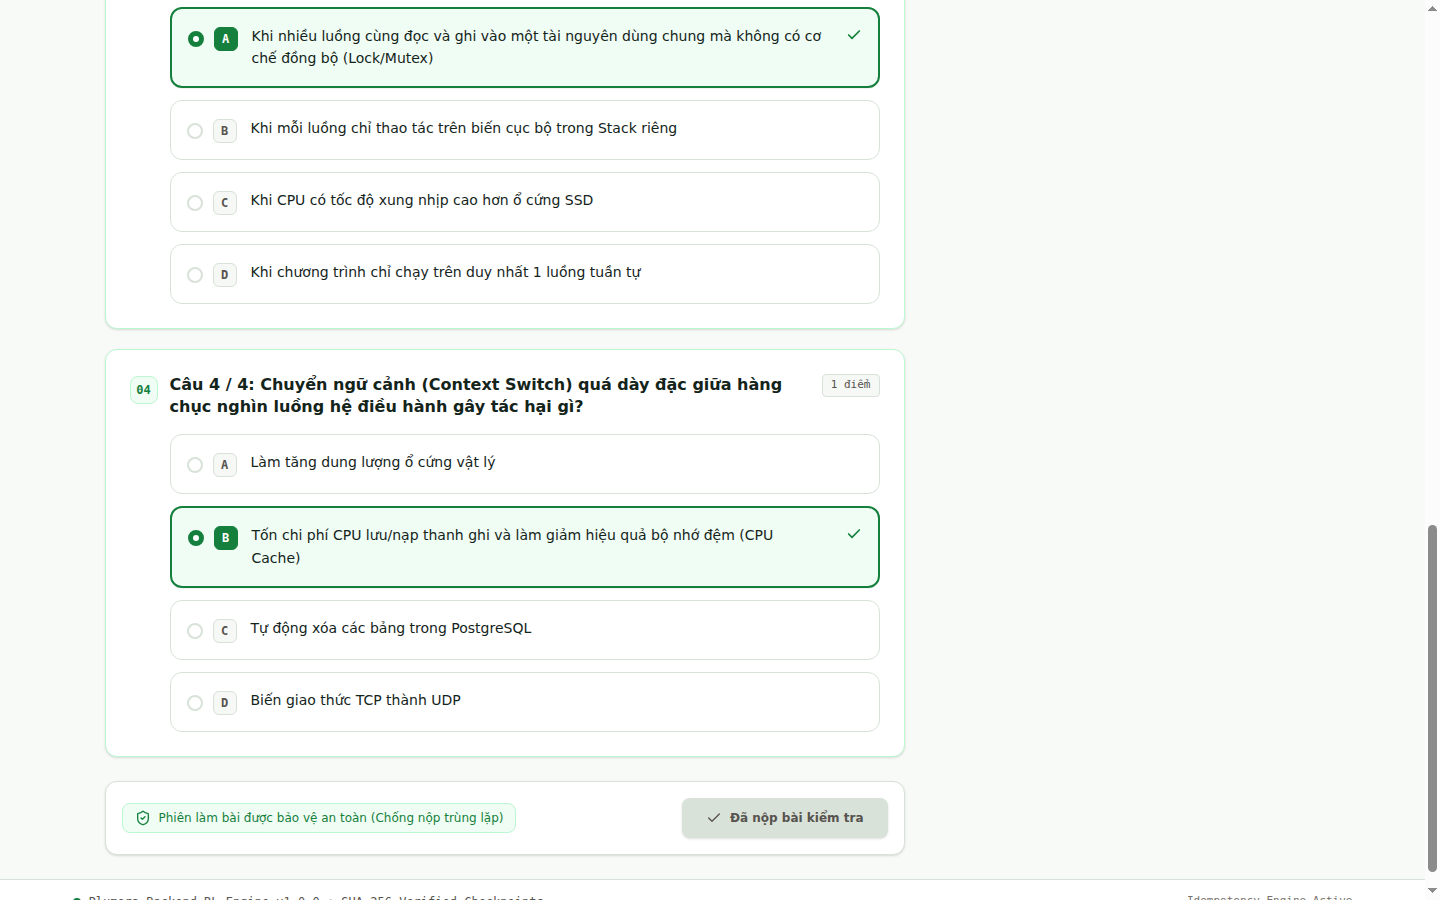 A
Khi nhiều luồng cùng đọc và ghi vào một tài nguyên dùng chung mà không có cơ
chế đồng bộ (Lock/Mutex)
B
Khi mỗi luồng chỉ thao tác trên biến cục bộ trong Stack riêng
C
Khi CPU có tốc độ xung nhịp cao hơn ổ cứng SSD
D
Khi chương trình chỉ chạy trên duy nhất 1 luồng tuần tự
04
Câu 4 / 4: Chuyển ngữ cảnh (Context Switch) quá dày đặc giữa hàng
chục nghìn luồng hệ điều hành gây tác hại gì?
1 điểm
A
Làm tăng dung lượng ổ cứng vật lý
B
Tốn chi phí CPU lưu/nạp thanh ghi và làm giảm hiệu quả bộ nhớ đệm (CPU
Cache)
C
Tự động xóa các bảng trong PostgreSQL
D
Biến giao thức TCP thành UDP
Phiên làm bài được bảo vệ an toàn (Chống nộp trùng lặp)
Đã nộp bài kiểm tra